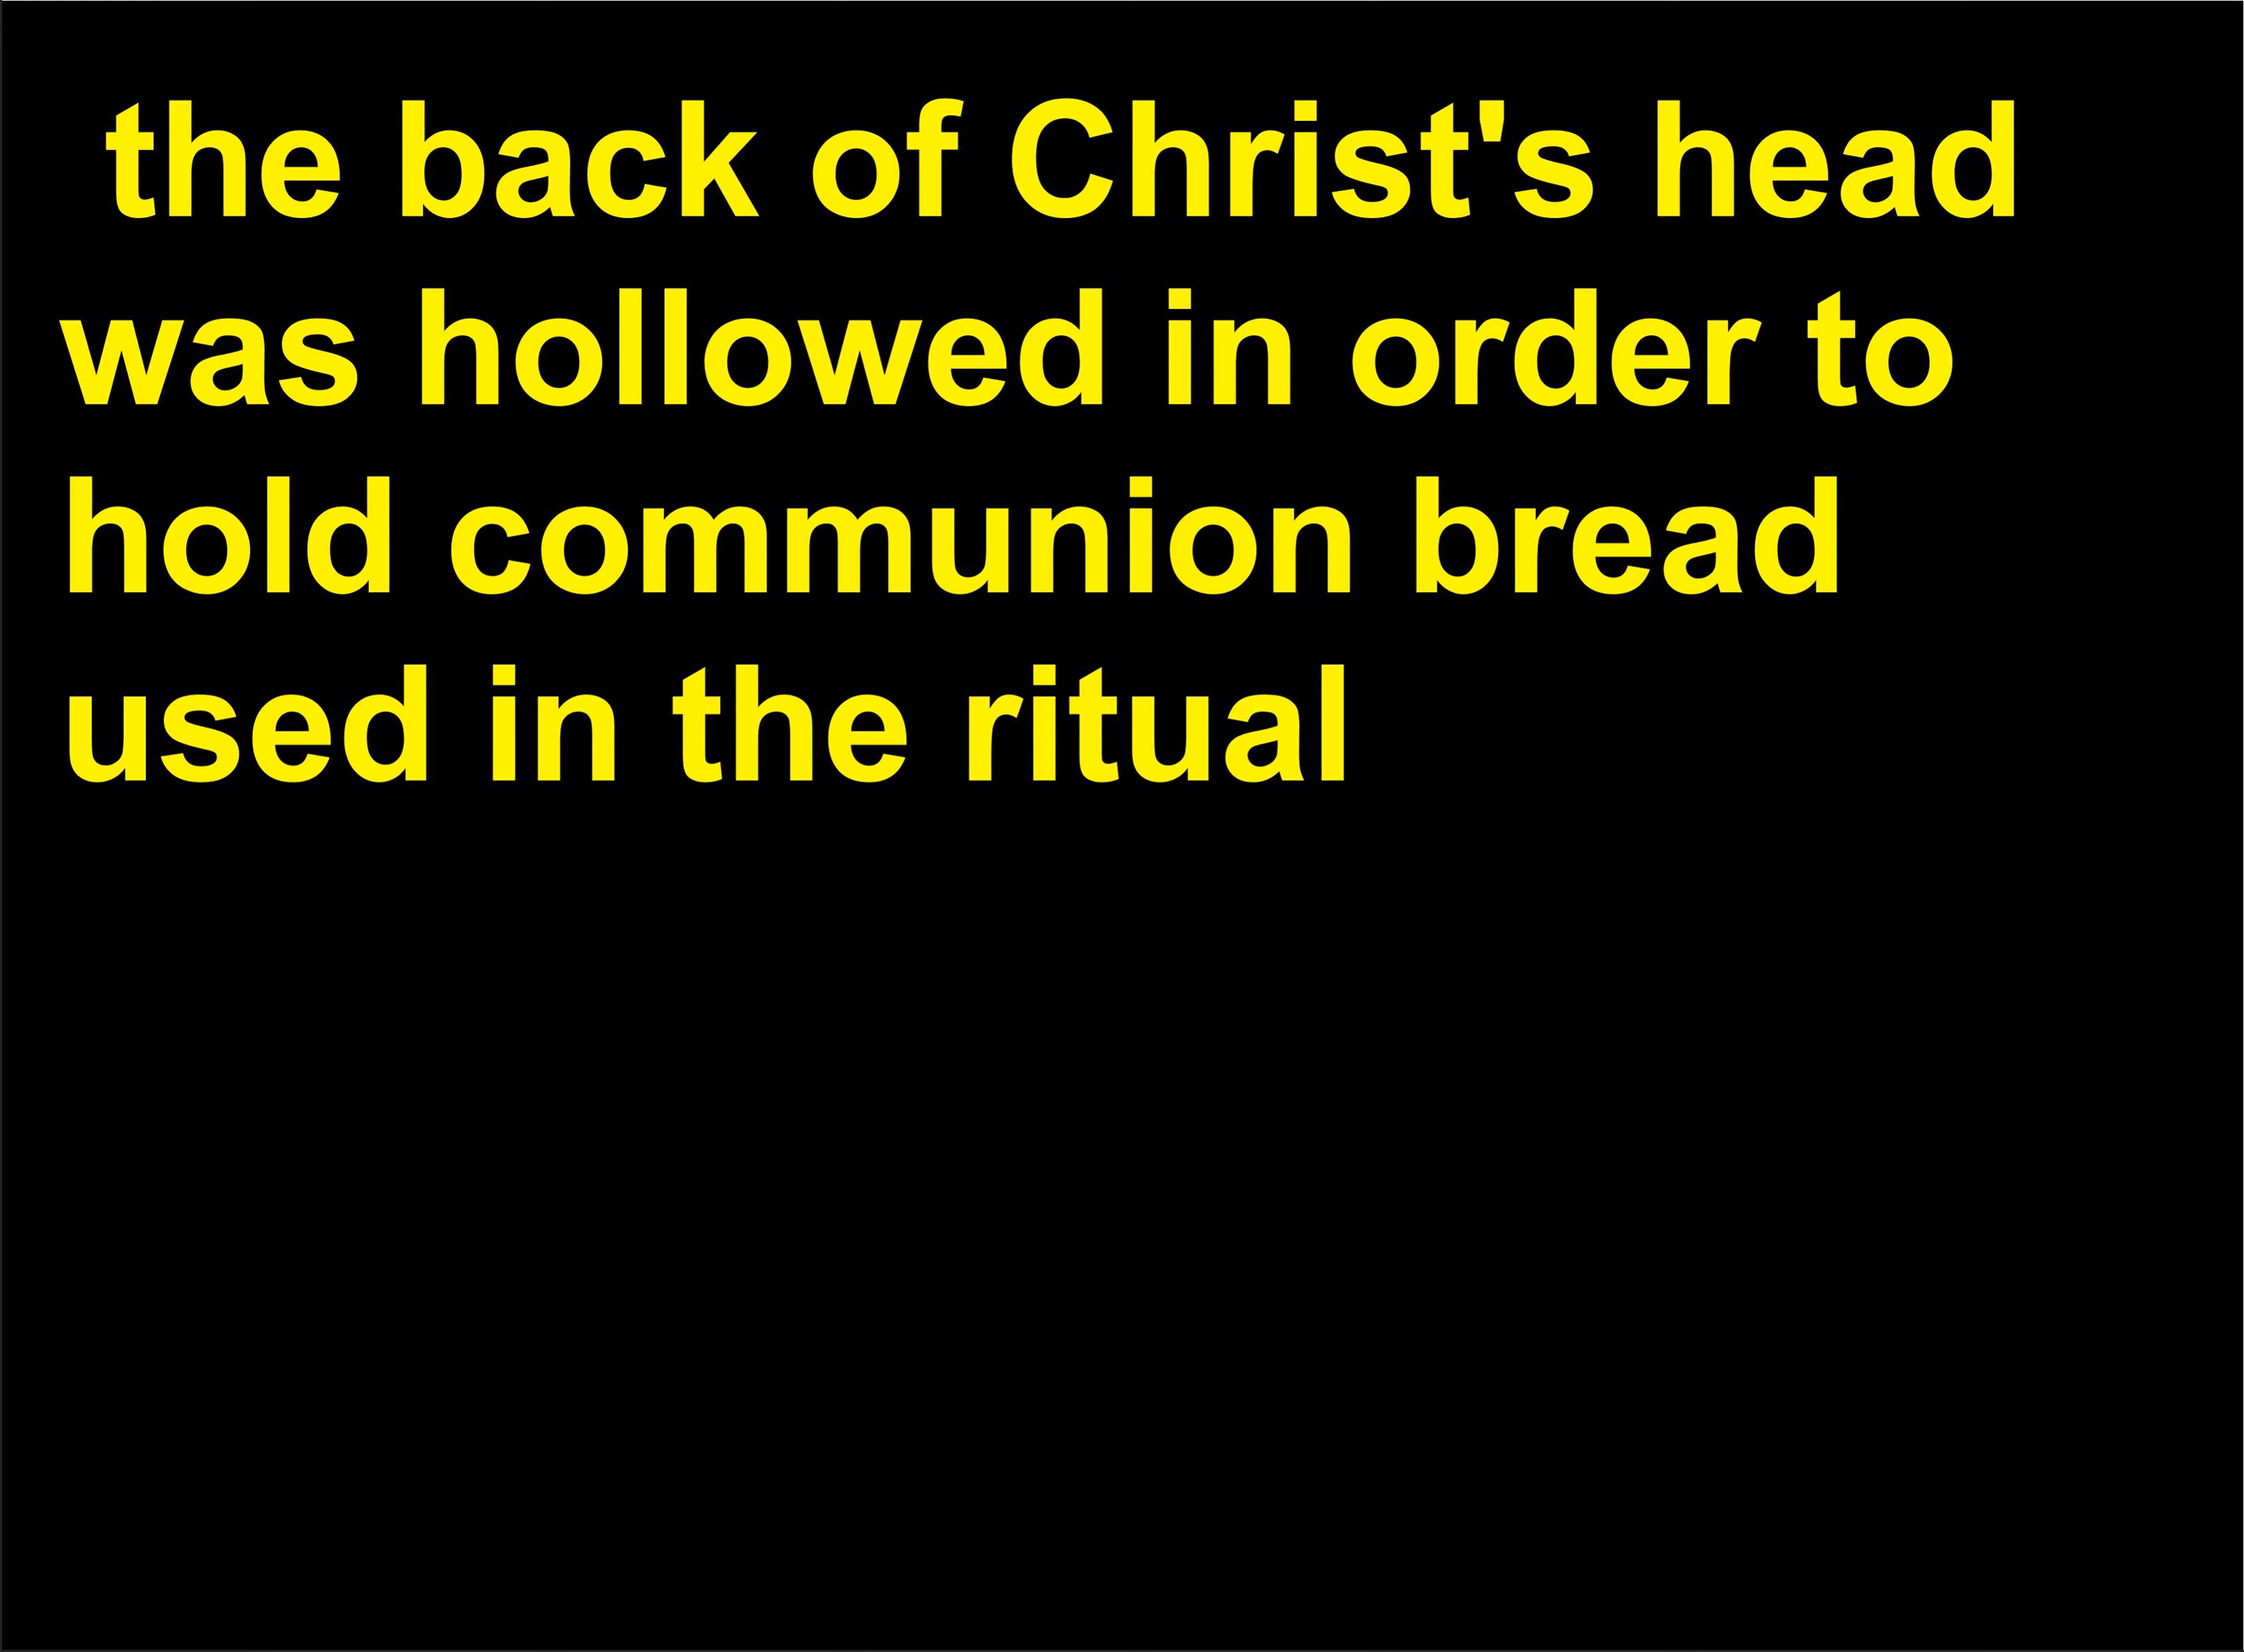 the back of Christ's head
was hollowed in order to
hold communion bread
used in the ritual